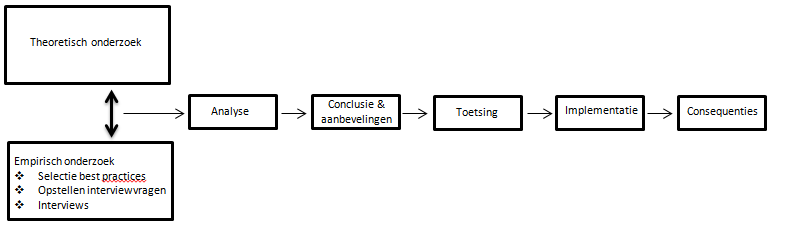 Theoretisch onderzoek
Analyse
Conclusie &
aanbevelingen
Toetsing
Implementatie
Consequenties
Empirisch onderzoek
❖ Selectie best practices
❖ Opstellen interviewvragen
❖ Interviews